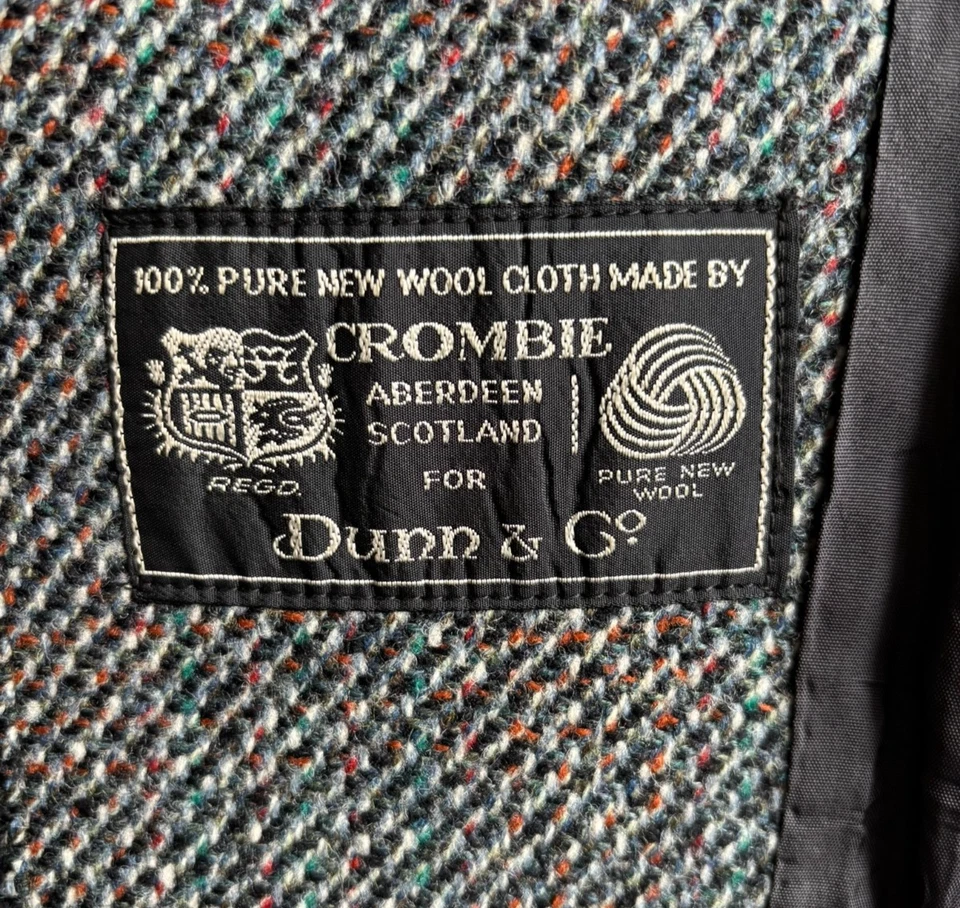 100% PURE NEW WOOL CLOTH MADE BY
CROMBIE
ABERDEEN
SCOTLAND
FOR
Dunn & Co
REGD.
PURE NEW
WOOL